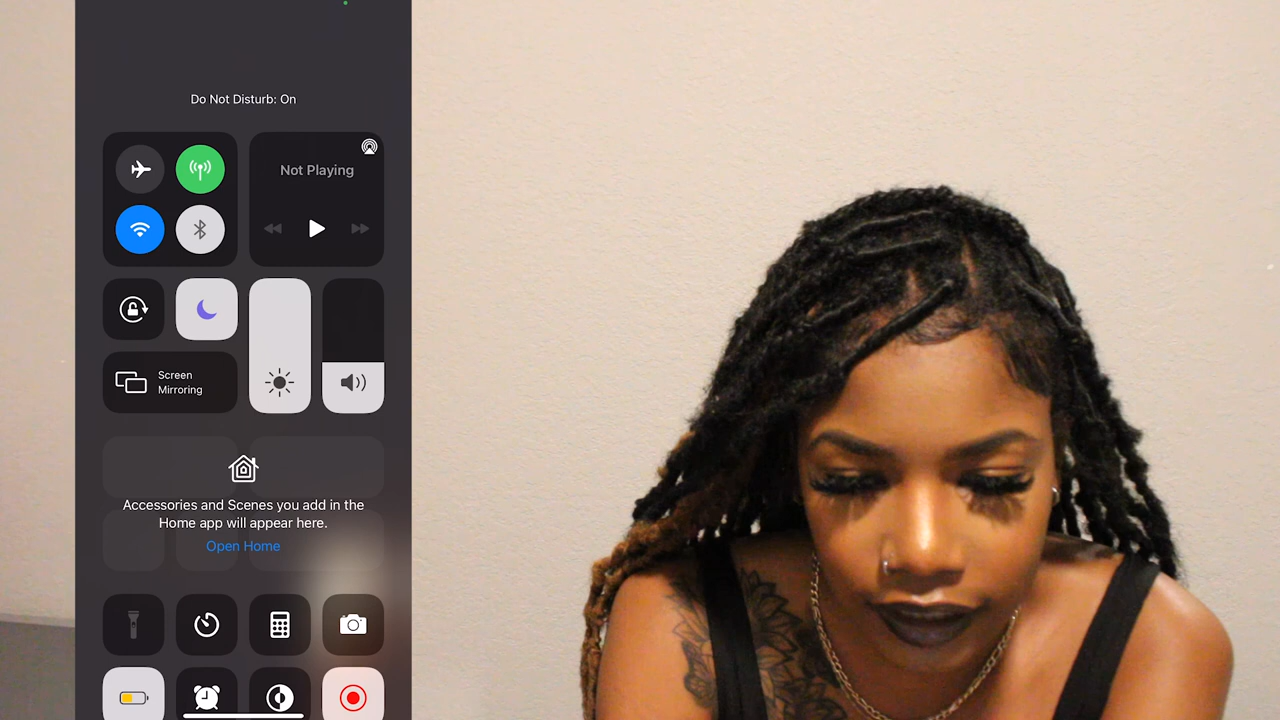 Do Not Disturb: On
Not Playing
Screen
Mirroring
Accessories and Scenes you add in the
Home app will appear here.
Open Home